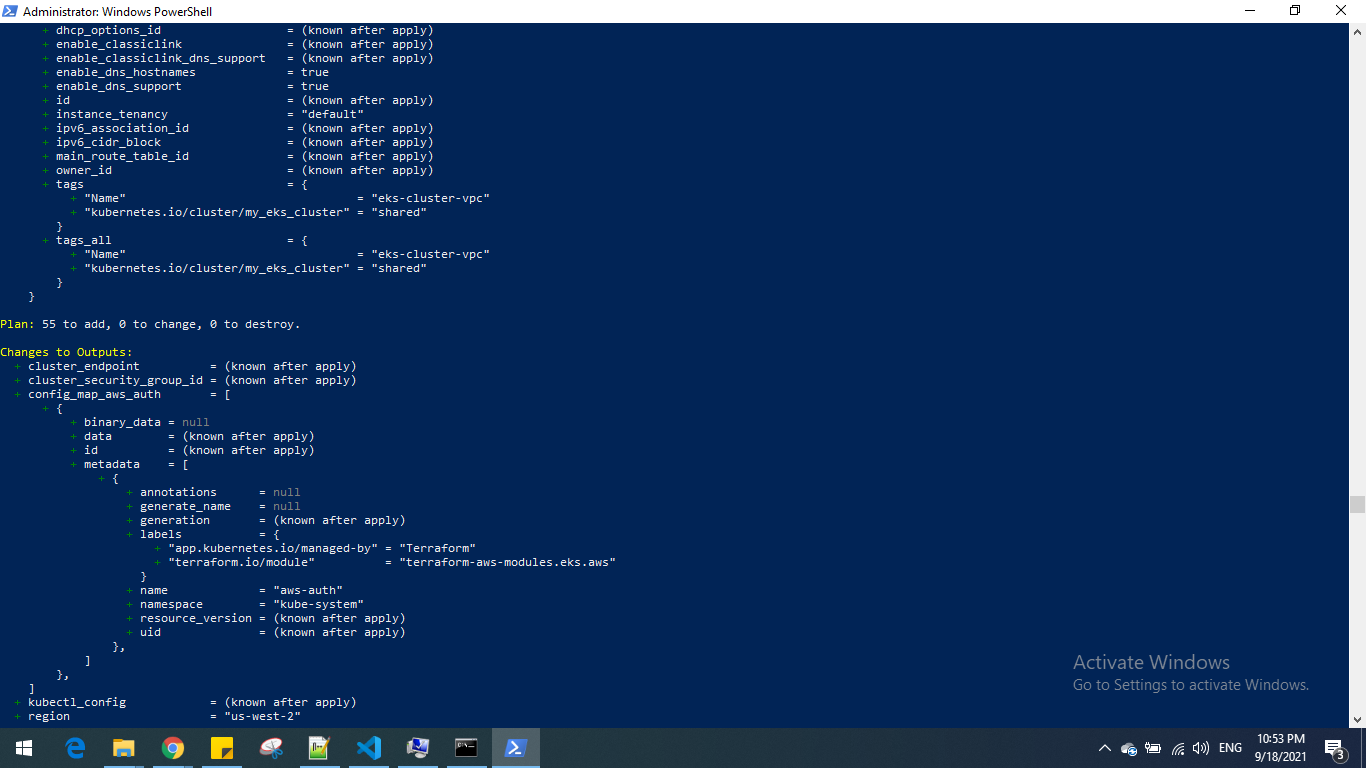 Administrator: Windows PowerShell
+ dhcp_options_id = (known after apply)
+ enable_classiclink = (known after apply)
+ enable_classiclink_dns_support = (known after apply)
+ enable_dns_hostnames = true
+ enable_dns_support = true
+ id = (known after apply)
+ instance_tenancy = "default"
+ ipv6_association_id = (known after apply)
+ ipv6_cidr_block = (known after apply)
+ main_route_table_id = (known after apply)
+ owner_id = (known after apply)
+ tags = {
+ "Name" = "eks-cluster-vpc"
+ "kubernetes.io/cluster/my_eks_cluster" = "shared"
}
+ tags_all = {
+ "Name" = "eks-cluster-vpc"
+ "kubernetes.io/cluster/my_eks_cluster" = "shared"
}
}
Plan: 55 to add, 0 to change, 0 to destroy.
Changes to Outputs:
+ cluster_endpoint = (known after apply)
+ cluster_security_group_id = (known after apply)
+ config_map_aws_auth = [
+ {
+ binary_data = null
+ data = (known after apply)
+ id = (known after apply)
+ metadata = [
+ {
+ annotations = null
+ generate_name = null
+ generation = (known after apply)
+ labels = {
+ "app.kubernetes.io/managed-by" = "Terraform"
+ "terraform.io/module" = "terraform-aws-modules.eks.aws"
}
+ name = "aws-auth"
+ namespace = "kube-system"
+ resource_version = (known after apply)
+ uid = (known after apply)
},
]
},
]
+ kubectl_config = (known after apply)
+ region = "us-west-2"
Activate Windows
Go to Settings to activate Windows.
ENG
10:53 PM
9/18/2021
3